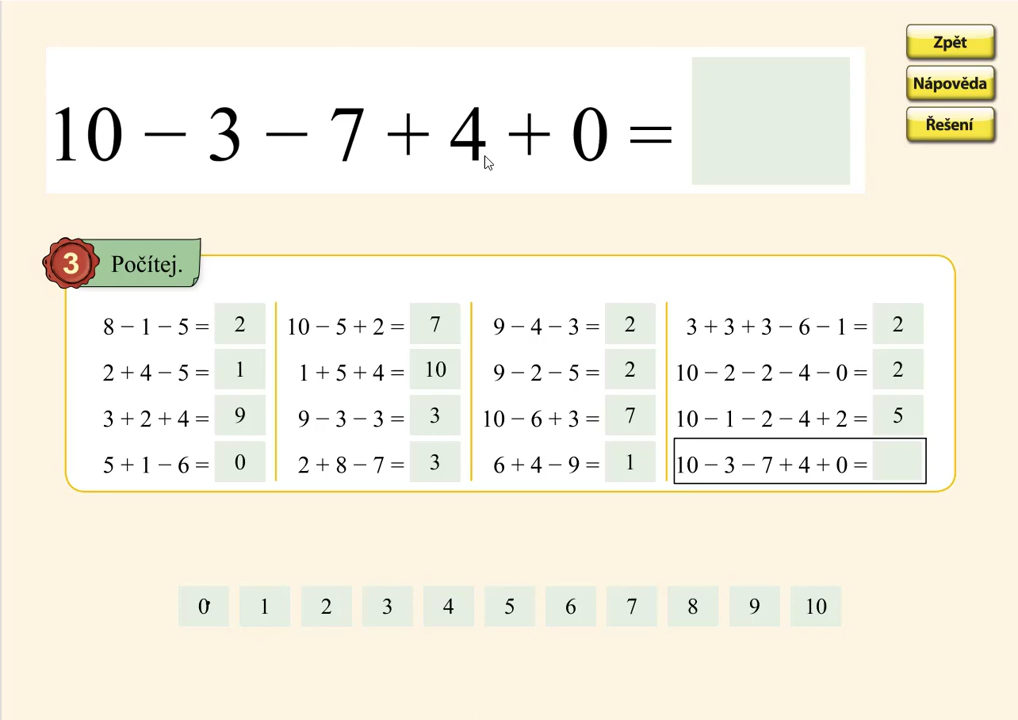 Zpět
Nápověda
Řešení
10 − 3 − 7 + 4 + 0 =
3 Počítej.
8 − 1 − 5 = 2 10 − 5 + 2 = 7 9 − 4 − 3 = 2 3 + 3 + 3 − 6 − 1 = 2
2 + 4 − 5 = 1 1 + 5 + 4 = 10 9 − 2 − 5 = 2 10 − 2 − 2 − 4 − 0 = 2
3 + 2 + 4 = 9 9 − 3 − 3 = 3 10 − 6 + 3 = 7 10 − 1 − 2 − 4 + 2 = 5
5 + 1 − 6 = 0 2 + 8 − 7 = 3 6 + 4 − 9 = 1 10 − 3 − 7 + 4 + 0 =
0 1 2 3 4 5 6 7 8 9 10